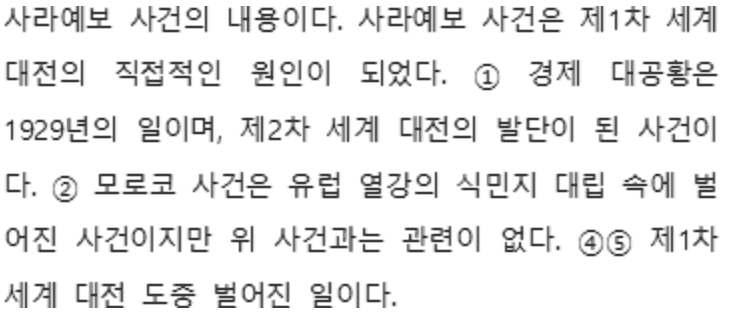 사라예보 사건의 내용이다. 사라예보 사건은 제1차 세계
대전의 직접적인 원인이 되었다. ① 경제 대공황은
1929년의 일이며, 제2차 세계 대전의 발단이 된 사건이
다. ② 모로코 사건은 유럽 열강의 식민지 대립 속에 벌
어진 사건이지만 위 사건과는 관련이 없다. ④⑤ 제1차
세계 대전 도중 벌어진 일이다.